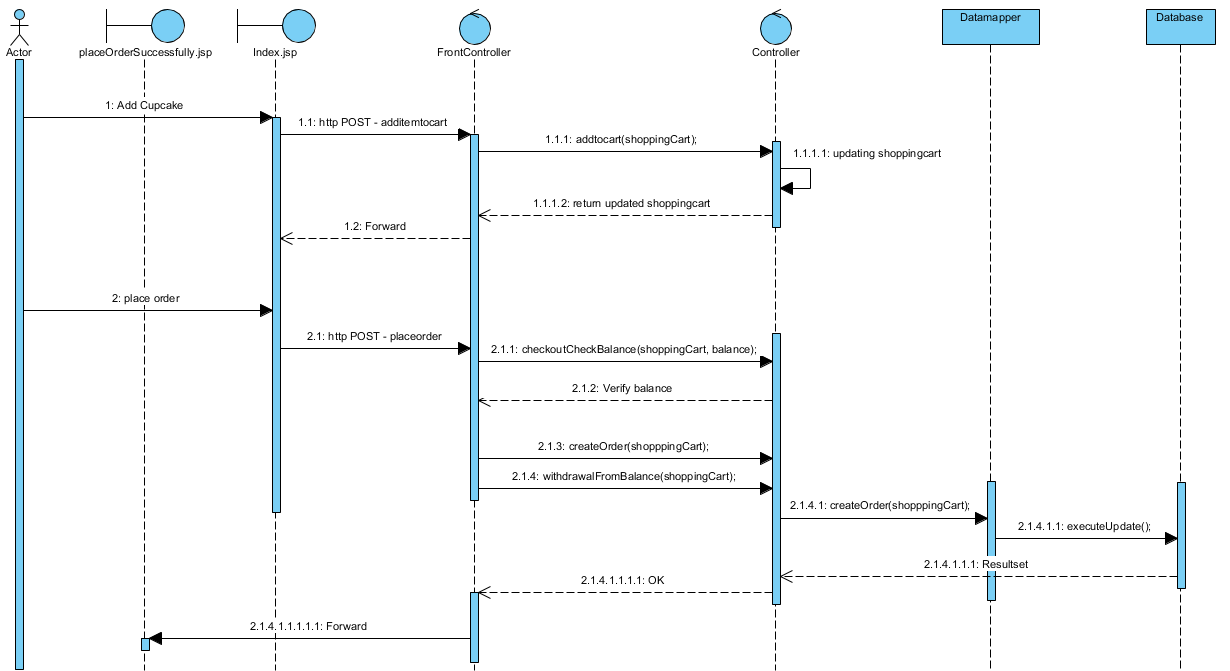 Actor
placeOrderSuccessfully.jsp
Index.jsp
FrontController
Controller
Datamapper
Database
1: Add Cupcake
1.1: http POST - additemtocart
1.1.1: addtocart(shoppingCart);
1.1.1.1: updating shoppingcart
1.1.1.2: return updated shoppingcart
1.2: Forward
2: place order
2.1: http POST - placeorder
2.1.1: checkoutCheckBalance(shoppingCart, balance);
2.1.2: Verify balance
2.1.3: createOrder(shopppingCart);
2.1.4: withdrawalFromBalance(shoppingCart);
2.1.4.1: createOrder(shopppingCart);
2.1.4.1.1: executeUpdate();
2.1.4.1.1.1: Resultset
2.1.4.1.1.1.1: OK
2.1.4.1.1.1.1.1: Forward